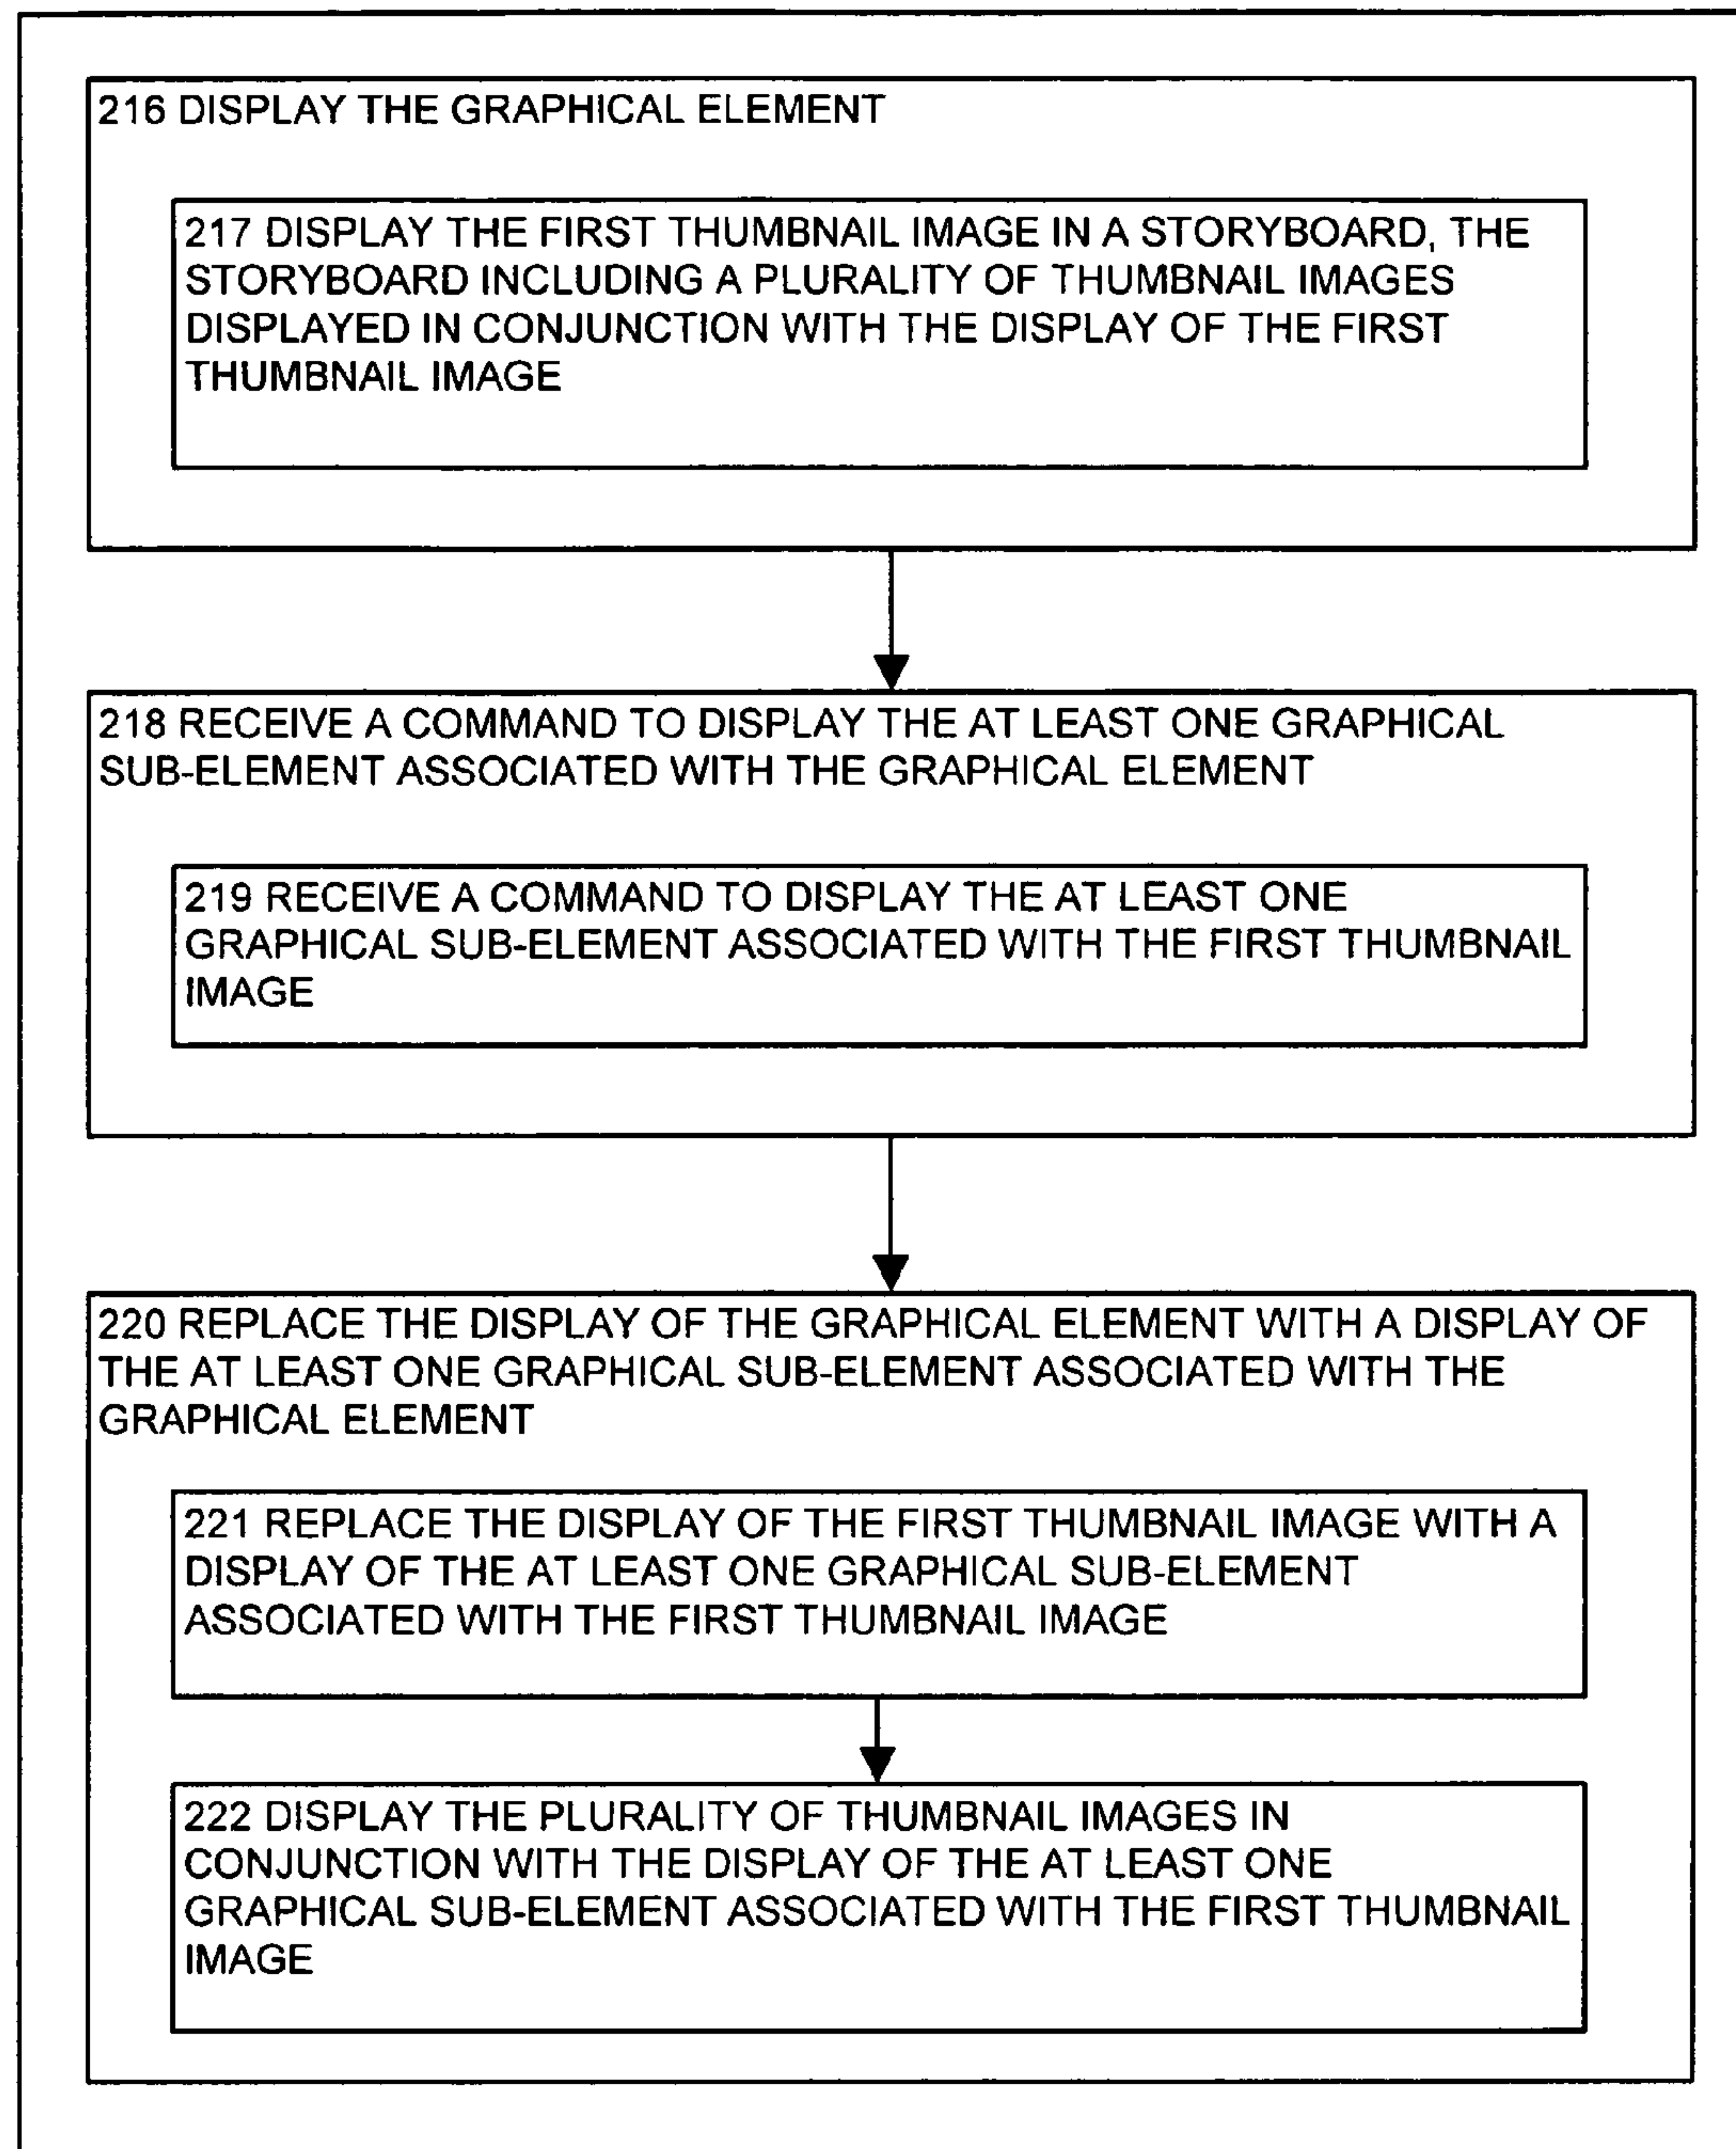 216 DISPLAY THE GRAPHICAL ELEMENT
217 DISPLAY THE FIRST THUMBNAIL IMAGE IN A STORYBOARD, THE
STORYBOARD INCLUDING A PLURALITY OF THUMBNAIL IMAGES
DISPLAYED IN CONJUNCTION WITH THE DISPLAY OF THE FIRST
THUMBNAIL IMAGE
218 RECEIVE A COMMAND TO DISPLAY THE AT LEAST ONE GRAPHICAL
SUB-ELEMENT ASSOCIATED WITH THE GRAPHICAL ELEMENT
219 RECEIVE A COMMAND TO DISPLAY THE AT LEAST ONE
GRAPHICAL SUB-ELEMENT ASSOCIATED WITH THE FIRST THUMBNAIL
IMAGE
220 REPLACE THE DISPLAY OF THE GRAPHICAL ELEMENT WITH A DISPLAY OF
THE AT LEAST ONE GRAPHICAL SUB-ELEMENT ASSOCIATED WITH THE
GRAPHICAL ELEMENT
221 REPLACE THE DISPLAY OF THE FIRST THUMBNAIL IMAGE WITH A
DISPLAY OF THE AT LEAST ONE GRAPHICAL SUB-ELEMENT
ASSOCIATED WITH THE FIRST THUMBNAIL IMAGE
222 DISPLAY THE PLURALITY OF THUMBNAIL IMAGES IN
CONJUNCTION WITH THE DISPLAY OF THE AT LEAST ONE
GRAPHICAL SUB-ELEMENT ASSOCIATED WITH THE FIRST THUMBNAIL
IMAGE